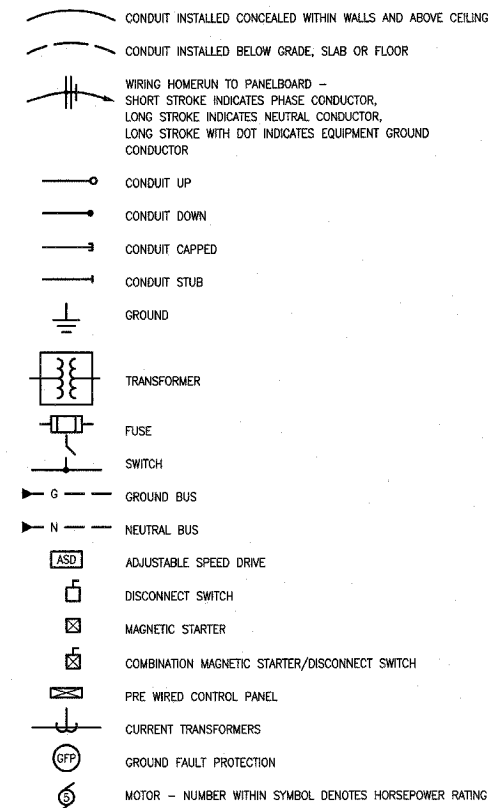 CONDUIT INSTALLED CONCEALED WITHIN WALLS AND ABOVE CEILING
CONDUIT INSTALLED BELOW GRADE, SLAB OR FLOOR
WIRING HOMERUN TO PANELBOARD –
SHORT STROKE INDICATES PHASE CONDUCTOR,
LONG STROKE INDICATES NEUTRAL CONDUCTOR,
LONG STROKE WITH DOT INDICATES EQUIPMENT GROUND
CONDUCTOR
CONDUIT UP
CONDUIT DOWN
CONDUIT CAPPED
CONDUIT STUB
GROUND
TRANSFORMER
FUSE
SWITCH
G GROUND BUS
N NEUTRAL BUS
ASD ADJUSTABLE SPEED DRIVE
DISCONNECT SWITCH
MAGNETIC STARTER
COMBINATION MAGNETIC STARTER/DISCONNECT SWITCH
PRE WIRED CONTROL PANEL
CURRENT TRANSFORMERS
GFP GROUND FAULT PROTECTION
5 MOTOR – NUMBER WITHIN SYMBOL DENOTES HORSEPOWER RATING